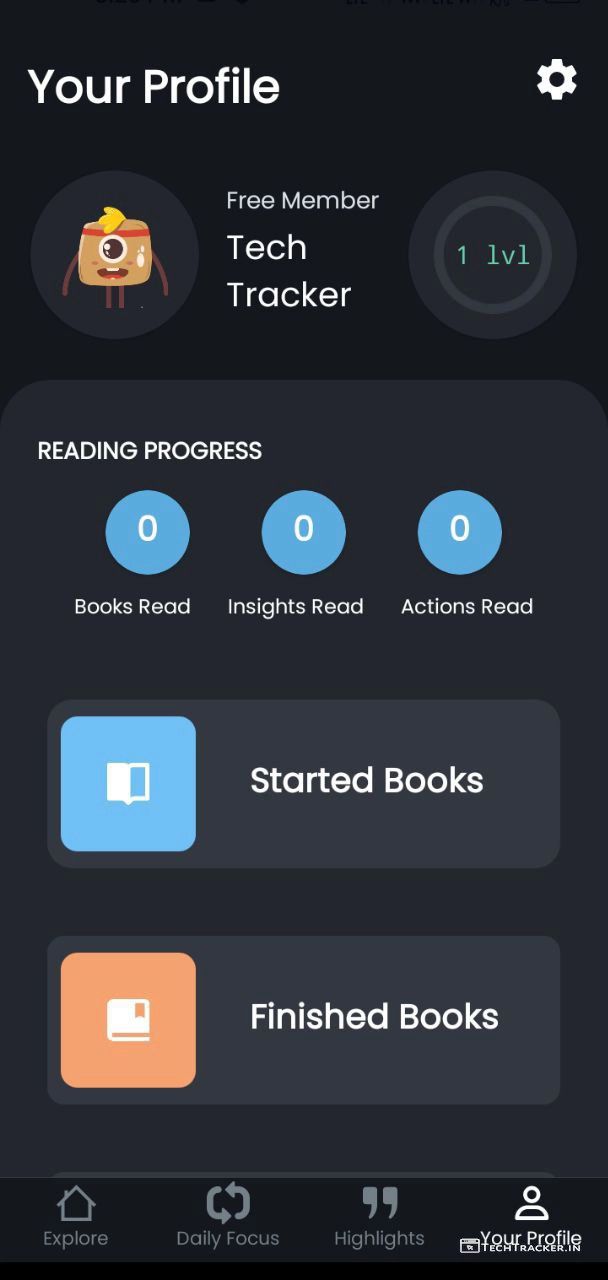 Your Profile
Free Member
Tech
Tracker
1 lvl
READING PROGRESS
0
0
0
Books Read
Insights Read
Actions Read
Started Books
Finished Books
Explore
Daily Focus
Highlights
Your Profile
TECHTRACKER.IN